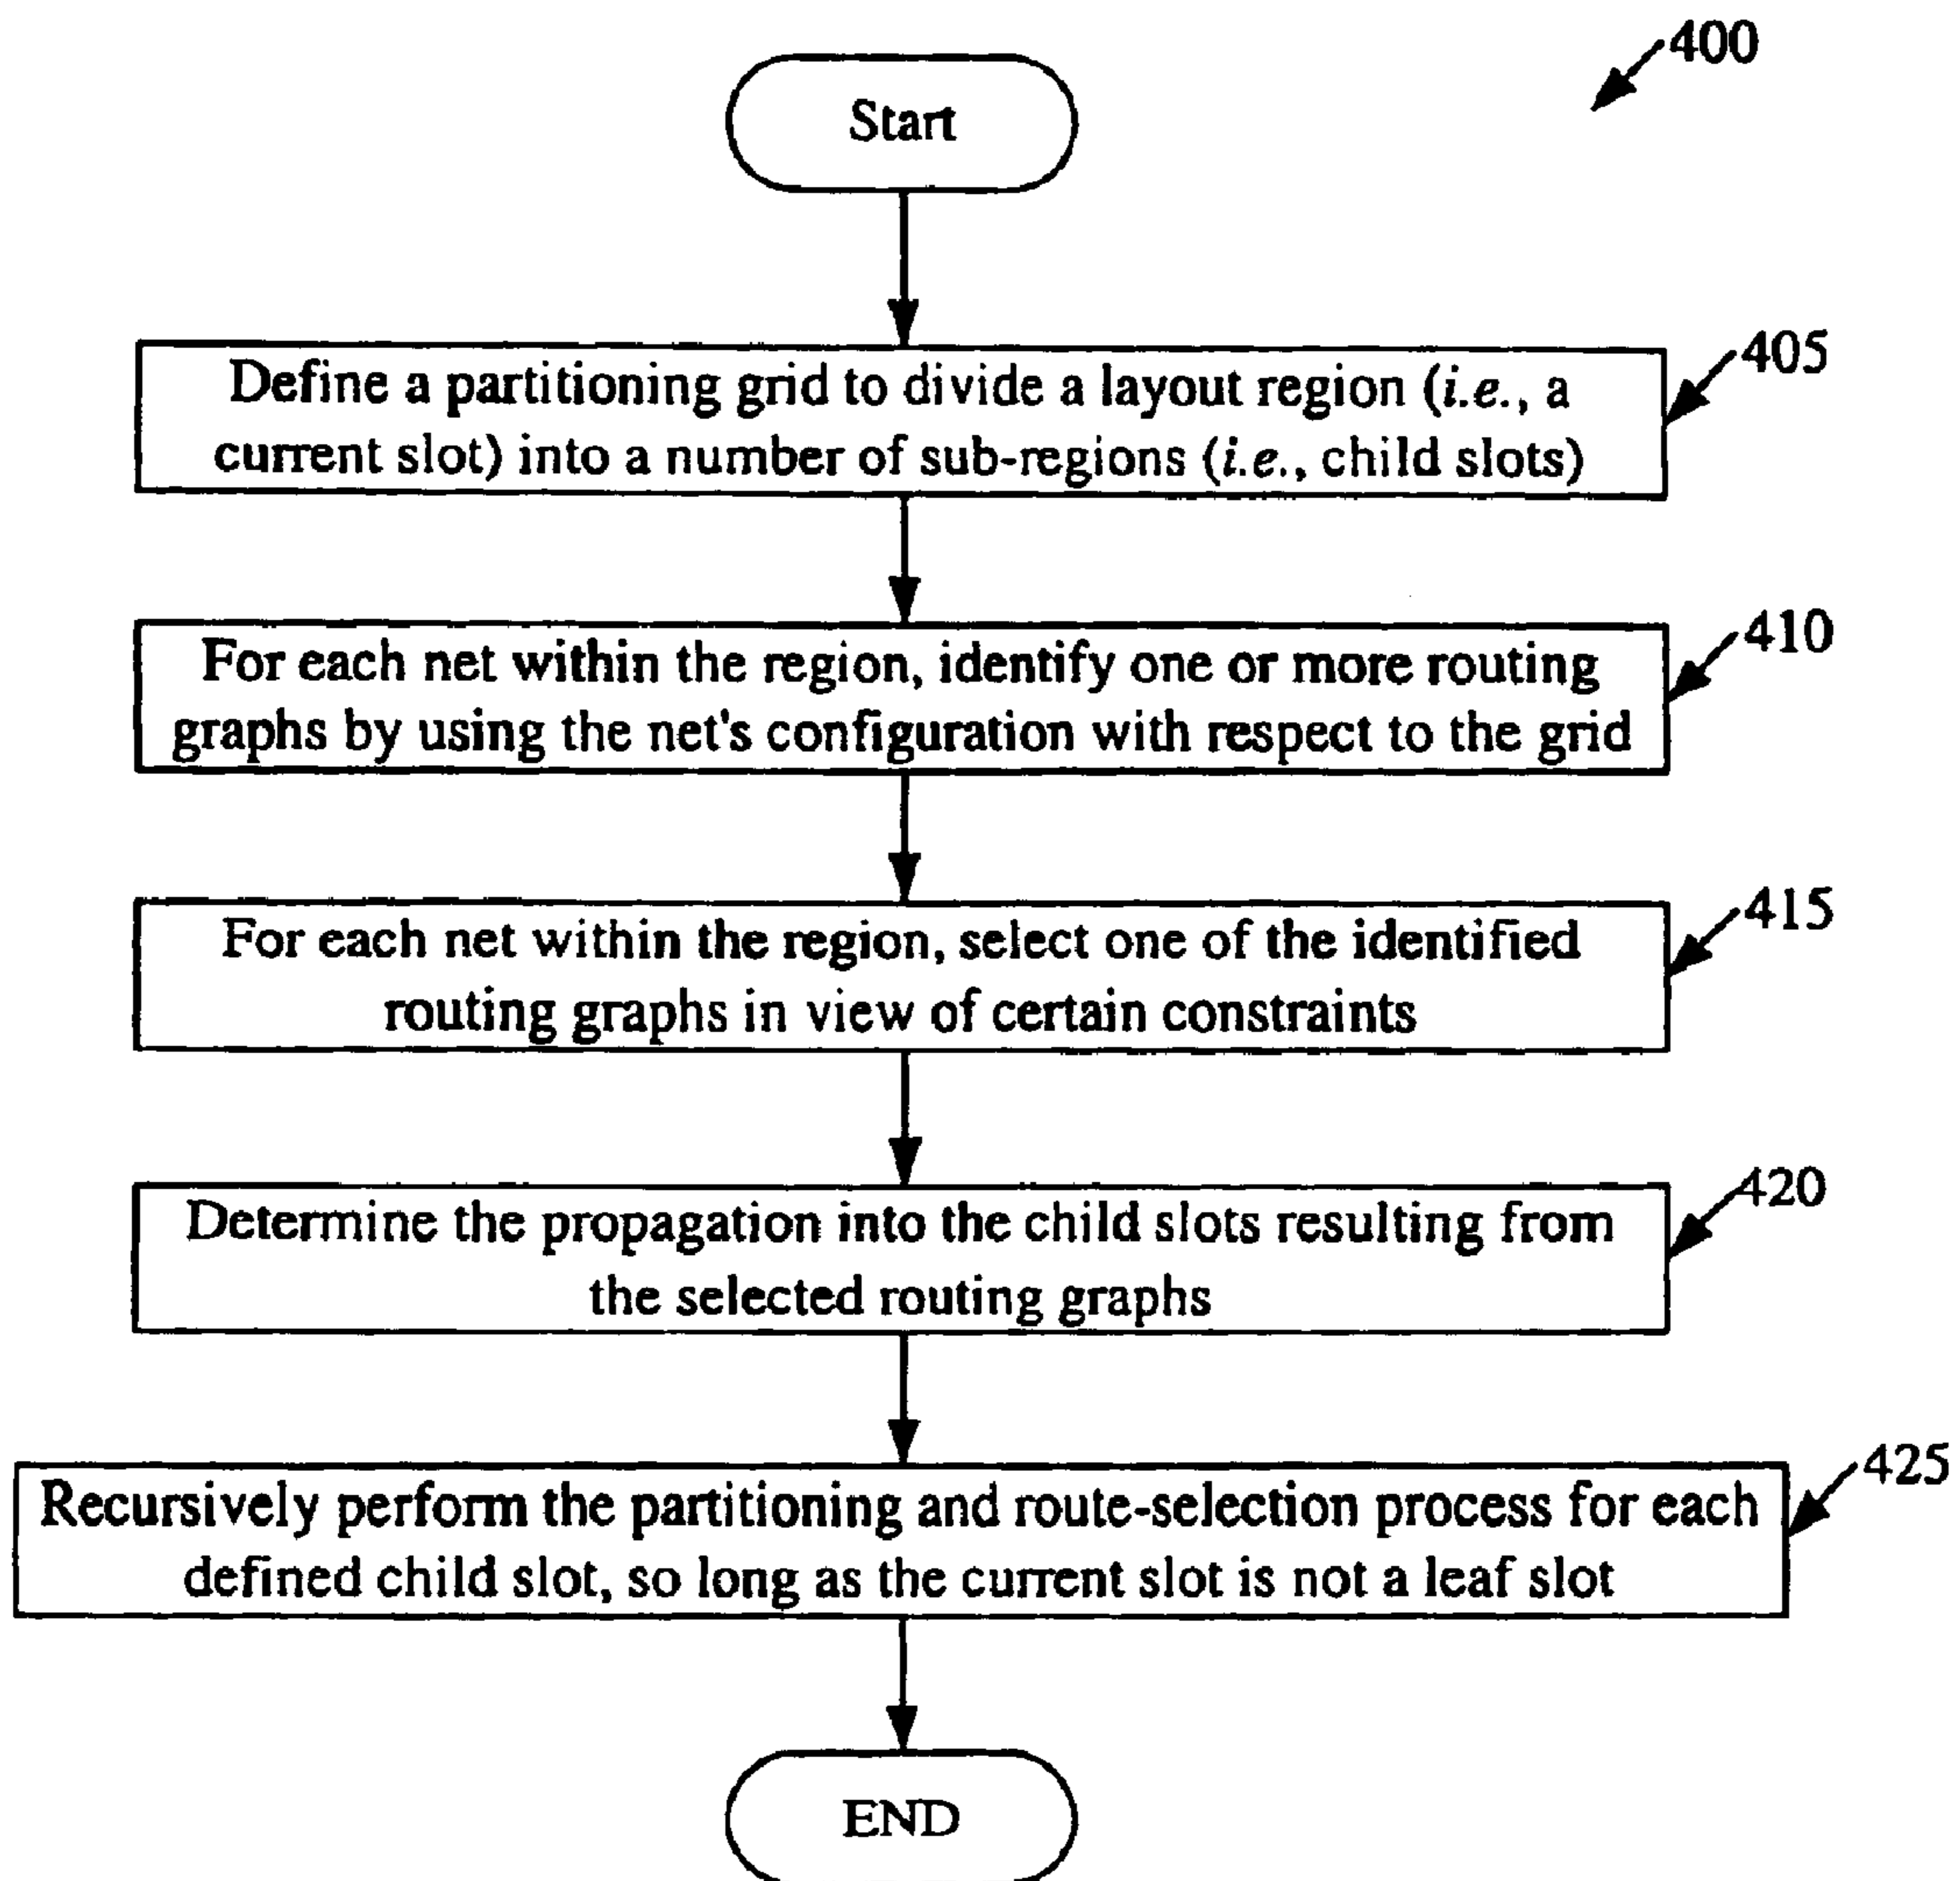 400
Start
405
Define a partitioning grid to divide a layout region (i.e., a
current slot) into a number of sub-regions (i.e., child slots)
410
For each net within the region, identify one or more routing
graphs by using the net's configuration with respect to the grid
415
For each net within the region, select one of the identified
routing graphs in view of certain constraints
420
Determine the propagation into the child slots resulting from
the selected routing graphs
425
Recursively perform the partitioning and route-selection process for each
defined child slot, so long as the current slot is not a leaf slot
END